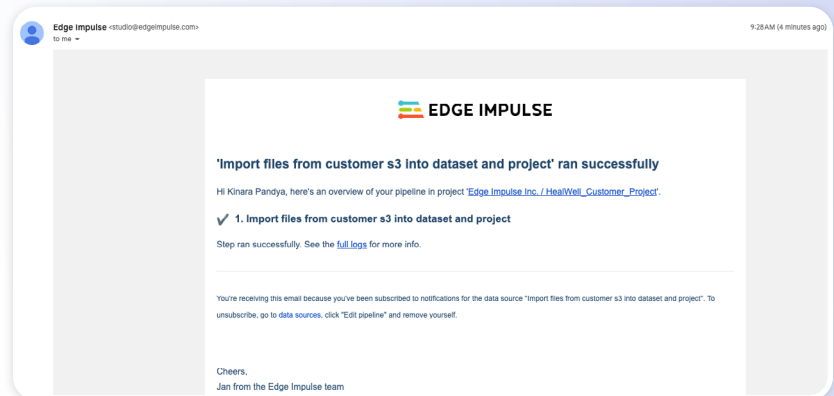 Edge Impulse <studio@edgeimpulse.com>
9:28 AM (4 minutes ago)
to me
EDGE IMPULSE
'Import files from customer s3 into dataset and project' ran successfully
Hi Kinara Pandya, here's an overview of your pipeline in project 'Edge Impulse Inc. / HealWell_Customer_Project'.
✔ 1. Import files from customer s3 into dataset and project
Step ran successfully. See the full logs for more info.
You're receiving this email because you've been subscribed to notifications for the data source "Import files from customer s3 into dataset and project". To
unsubscribe, go to data sources, click "Edit pipeline" and remove yourself.
Cheers,
Jan from the Edge Impulse team